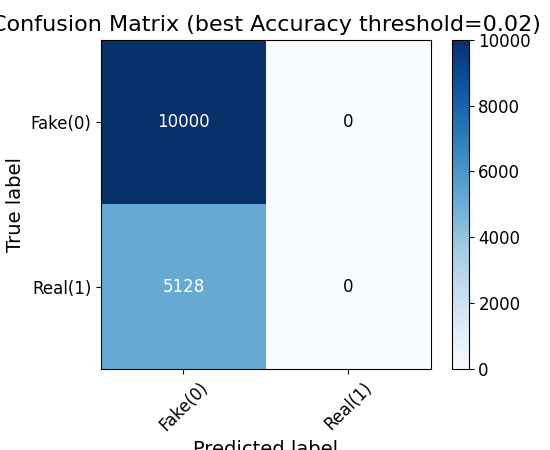 Confusion Matrix (best Accuracy threshold=0.02)
10000
Fake(0) 10000 0
8000
6000
True label
4000
Real(1) 5128 0
2000
0
Fake(0) Real(1)
Predicted label